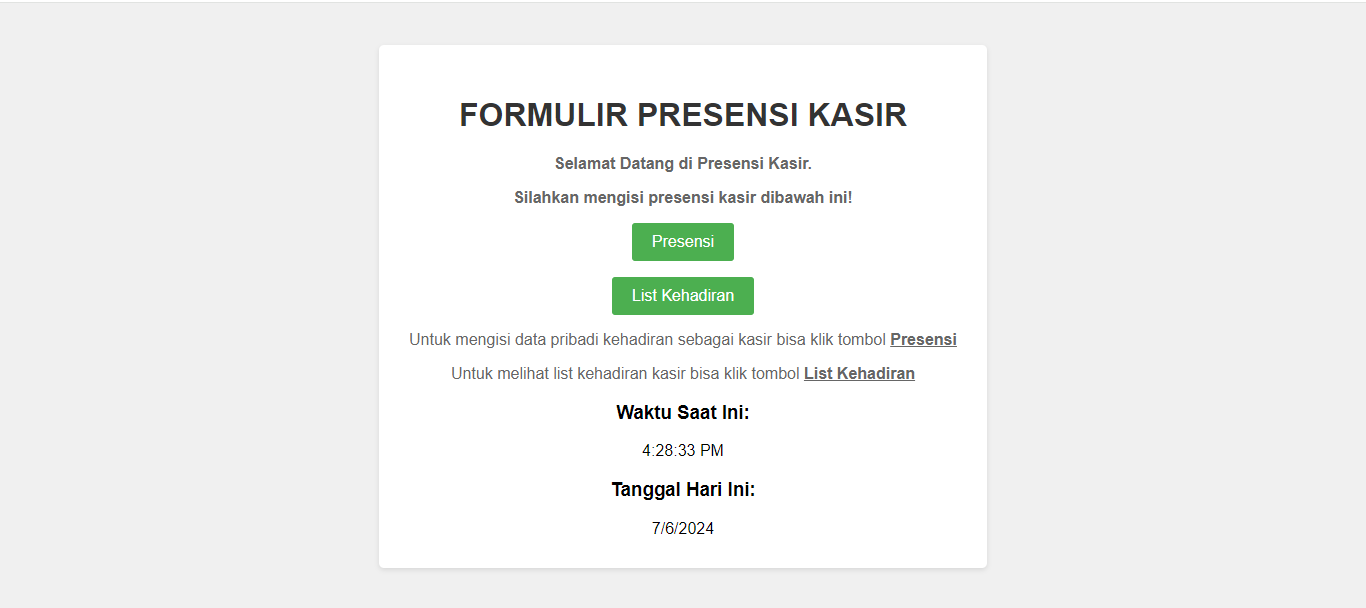 FORMULIR PRESENSI KASIR
Selamat Datang di Presensi Kasir.
Silahkan mengisi presensi kasir dibawah ini!
Presensi
List Kehadiran
Untuk mengisi data pribadi kehadiran sebagai kasir bisa klik tombol Presensi
Untuk melihat list kehadiran kasir bisa klik tombol List Kehadiran
Waktu Saat Ini:
4:28:33 PM
Tanggal Hari Ini:
7/6/2024